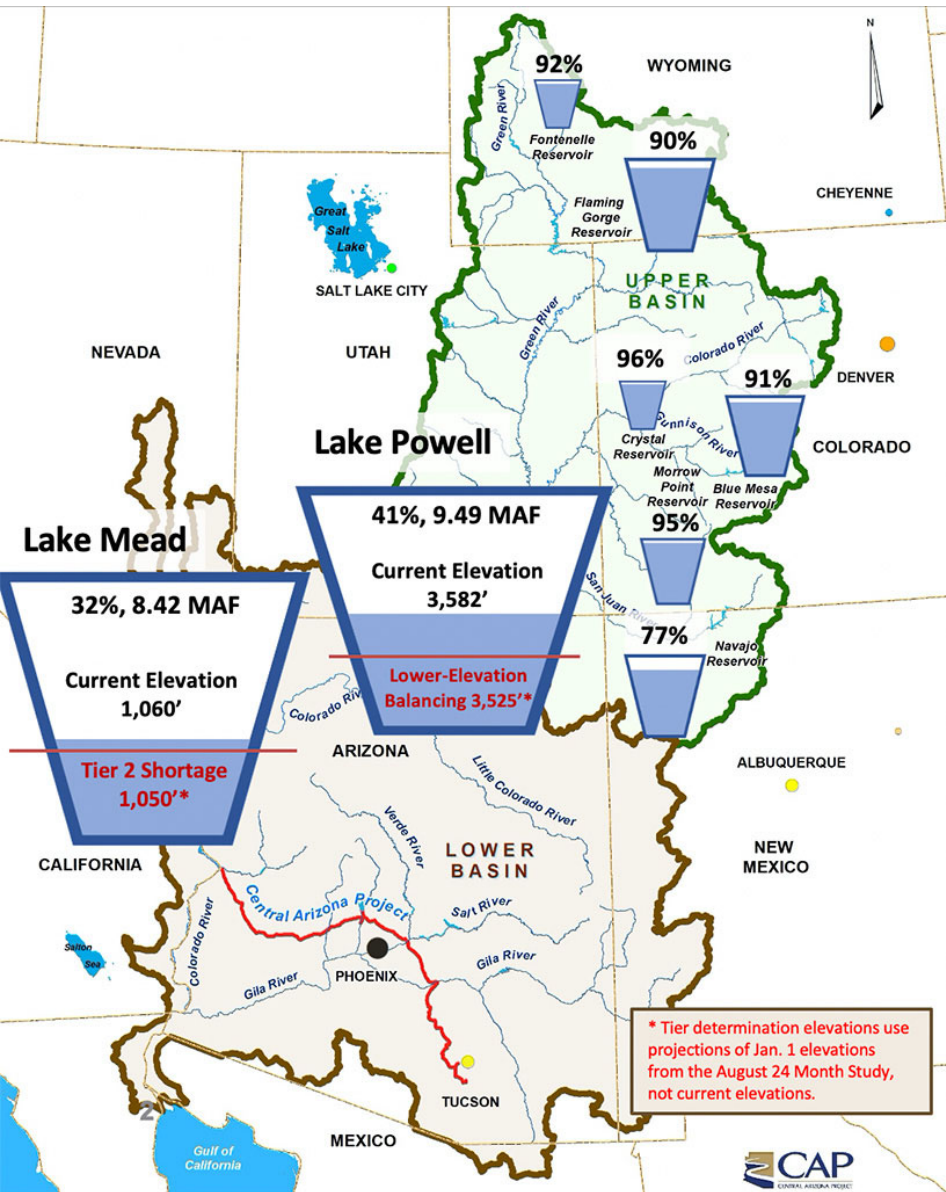 N
92%
WYOMING
Green River
Fontenelle
Reservoir
90%
CHEYENNE
Flaming
Gorge
Reservoir
Great
Salt
Lake
SALT LAKE CITY
UPPER
BASIN
Green River
Colorado River
NEVADA
UTAH
96%
91%
DENVER
Gunnison River
Crystal
Reservoir
COLORADO
Morrow
Point
Reservoir
Blue Mesa
Reservoir
95%
Lake Powell
41%, 9.49 MAF
Current Elevation
3,582’
Lower-Elevation
Balancing 3,525’*
Lake Mead
32%, 8.42 MAF
Current Elevation
1,060’
Tier 2 Shortage
1,050’*
San Juan River
77%
Navajo
Reservoir
Colorado Riv
ARIZONA
Little Colorado River
ALBUQUERQUE
Verde River
LOWER
BASIN
NEW
MEXICO
CALIFORNIA
Central Arizona Project
Salt River
Colorado River
Salton
Sea
PHOENIX
Gila River
Gila River
* Tier determination elevations use
projections of Jan. 1 elevations
from the August 24 Month Study,
not current elevations.
TUCSON
2
MEXICO
Gulf of
California
CAP
CENTRAL ARIZONA PROJECT